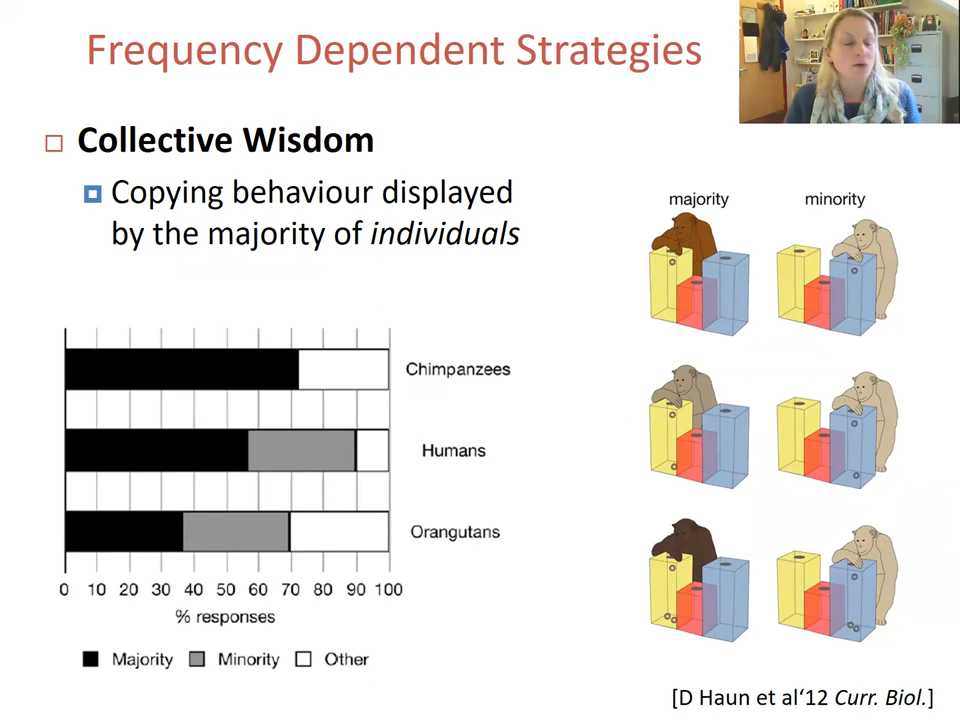 Frequency Dependent Strategies
Collective Wisdom
Copying behaviour displayed
by the majority of individuals
majority minority
Chimpanzees
Humans
Orangutans
0 10 20 30 40 50 60 70 80 90 100
% responses
Majority Minority Other
[D Haun et al‘12 Curr. Biol.]